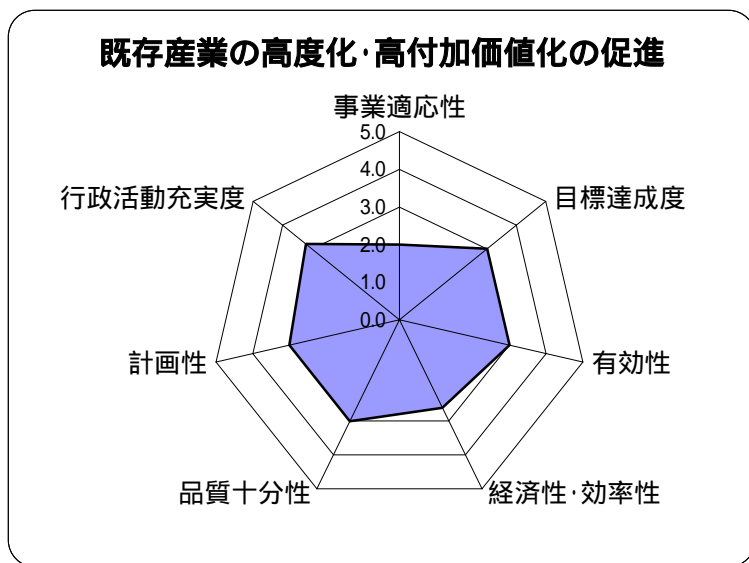 既存産業の高度化・高付加価値化の促進
事業適応性
5.0
4.0
3.0
2.0
1.0
0.0
目標達成度
有効性
経済性・効率性
品質十分性
計画性
行政活動充実度